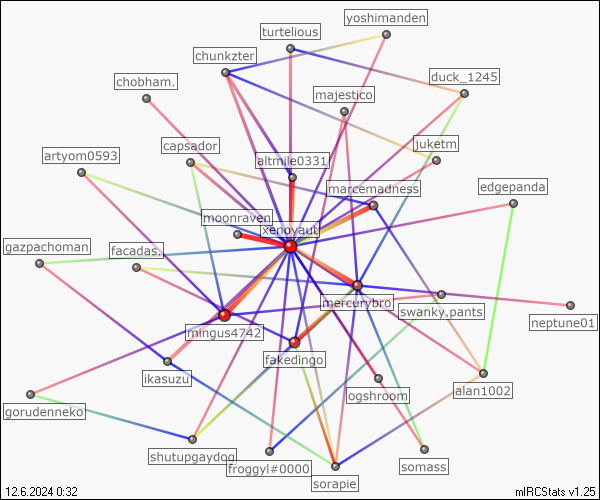 yoshimanden
turtelious
chunkzter
duck_1245
chobham.
majestico
juketm
capsador
artyom0593
altmile0331
marcemadness
edgepanda
moonraven
xenoyaut
gazpachoman
facadas.
mercurybro
swanky.pants
neptune01
mingus4742
fakedingo
ikasuzu
alan1002
ogshroom
gorudenneko
shutupgaydog
froggyl#0000
somass
sorapie
12.6.2024 0:32
mIRCStats v1.25